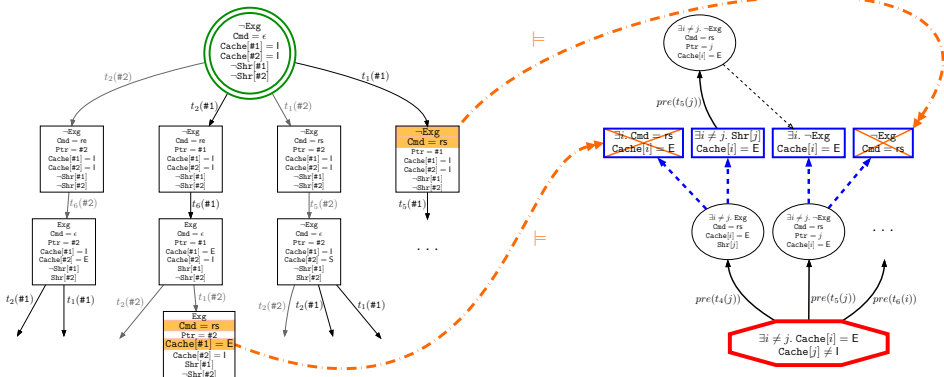 ¬Exg
Cmd = ϵ
Cache[#1] = I
Cache[#2] = I
¬Shr[#1]
¬Shr[#2]
t₂(#2)
t₂(#1)
t₁(#2)
t₁(#1)
¬Exg
Cmd = re
Ptr = #2
Cache[#1] = I
Cache[#2] = I
¬Shr[#1]
¬Shr[#2]
¬Exg
Cmd = re
Ptr = #1
Cache[#1] = I
Cache[#2] = I
¬Shr[#1]
¬Shr[#2]
¬Exg
Cmd = rs
Ptr = #2
Cache[#1] = I
Cache[#2] = I
¬Shr[#1]
¬Shr[#2]
¬Exg
Cmd = rs
Ptr = #1
Cache[#1] = I
Cache[#2] = I
¬Shr[#1]
¬Shr[#2]
t₆(#2)
t₆(#1)
t₅(#2)
t₅(#1)
Exg
Cmd = ϵ
Ptr = #2
Cache[#1] = I
Cache[#2] = E
¬Shr[#1]
Shr[#2]
Exg
Cmd = ϵ
Ptr = #1
Cache[#1] = E
Cache[#2] = I
Shr[#1]
¬Shr[#2]
¬Exg
Cmd = ϵ
Ptr = #2
Cache[#1] = I
Cache[#2] = S
¬Shr[#1]
Shr[#2]
. . .
t₂(#1)
t₁(#1)
t₂(#2)
t₁(#2)
t₂(#2)
t₂(#1)
t₁(#1)
Exg
Cmd = rs
Ptr = #2
Cache[#1] = E
Cache[#2] = I
Shr[#1]
¬Shr[#2]
⊨
⊨
∃i ≠ j. ¬Exg
Cmd = rs
Ptr = j
Cache[i] = E
pre(t₅(j))
∃i. Cmd = rs
Cache[i] = E
∃i ≠ j. Shr[j]
Cache[i] = E
∃i. ¬Exg
Cache[i] = E
¬Exg
Cmd = rs
∃i ≠ j. Exg
Cmd = rs
Cache[i] = E
Shr[j]
∃i ≠ j. ¬Exg
Cmd = rs
Ptr = j
Cache[i] = E
. . .
pre(t₄(j))
pre(t₅(j))
pre(t₆(i))
∃i ≠ j. Cache[i] = E
Cache[j] ≠ I